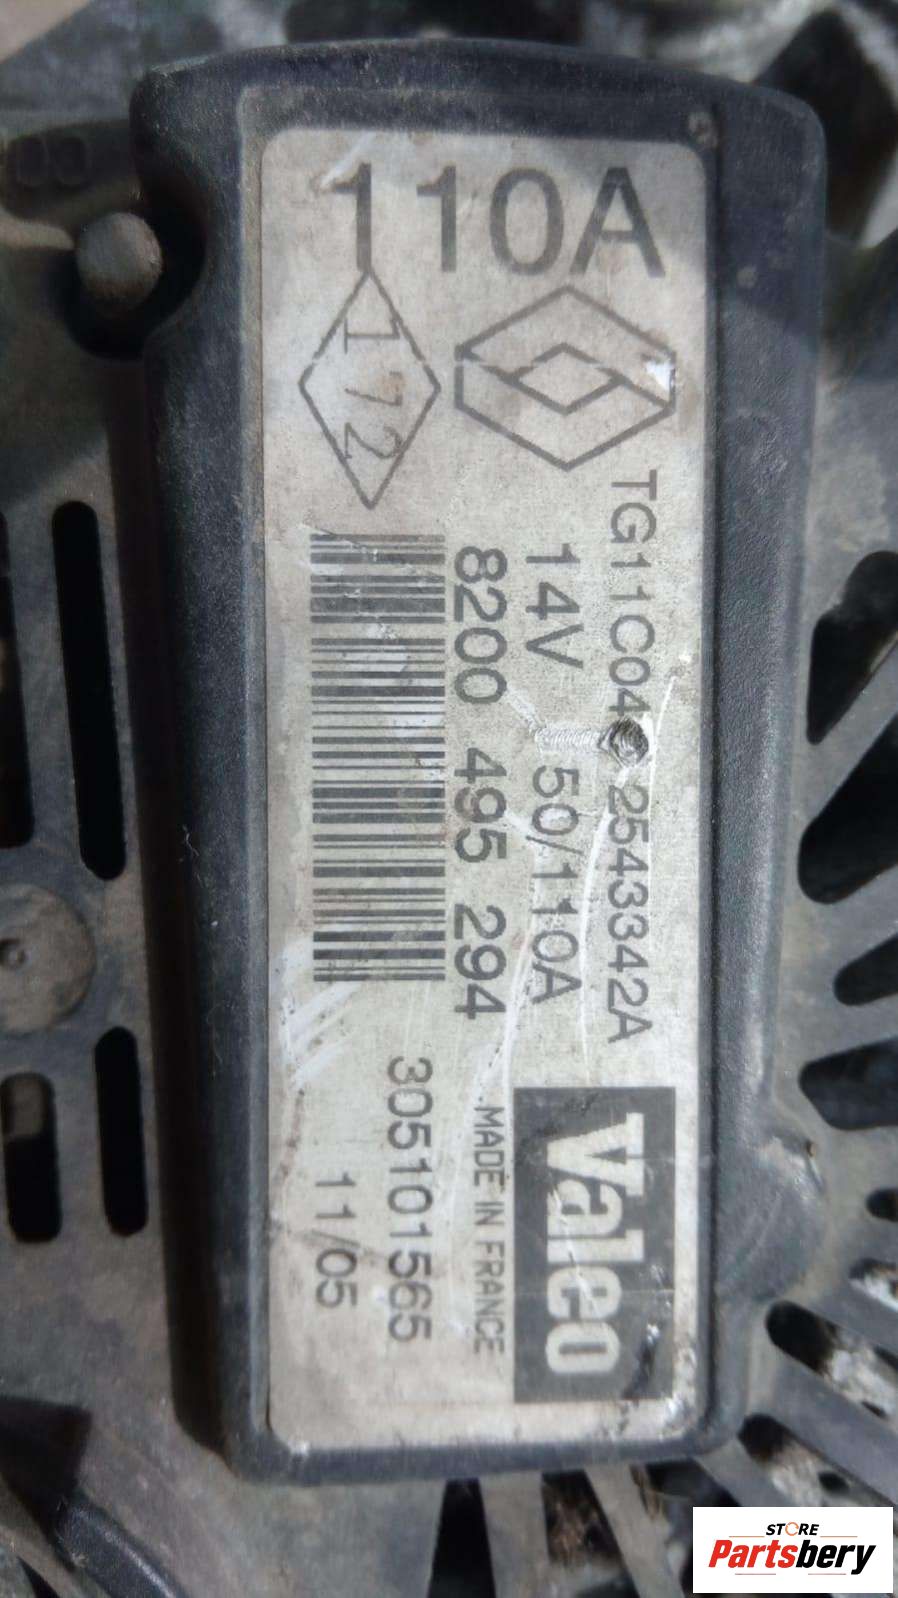 110A
172
TG11C04 2543342A
14V 50/110A
8200 495 294
Valeo
MADE IN FRANCE
305101565
11/05
STORE
Partsbery